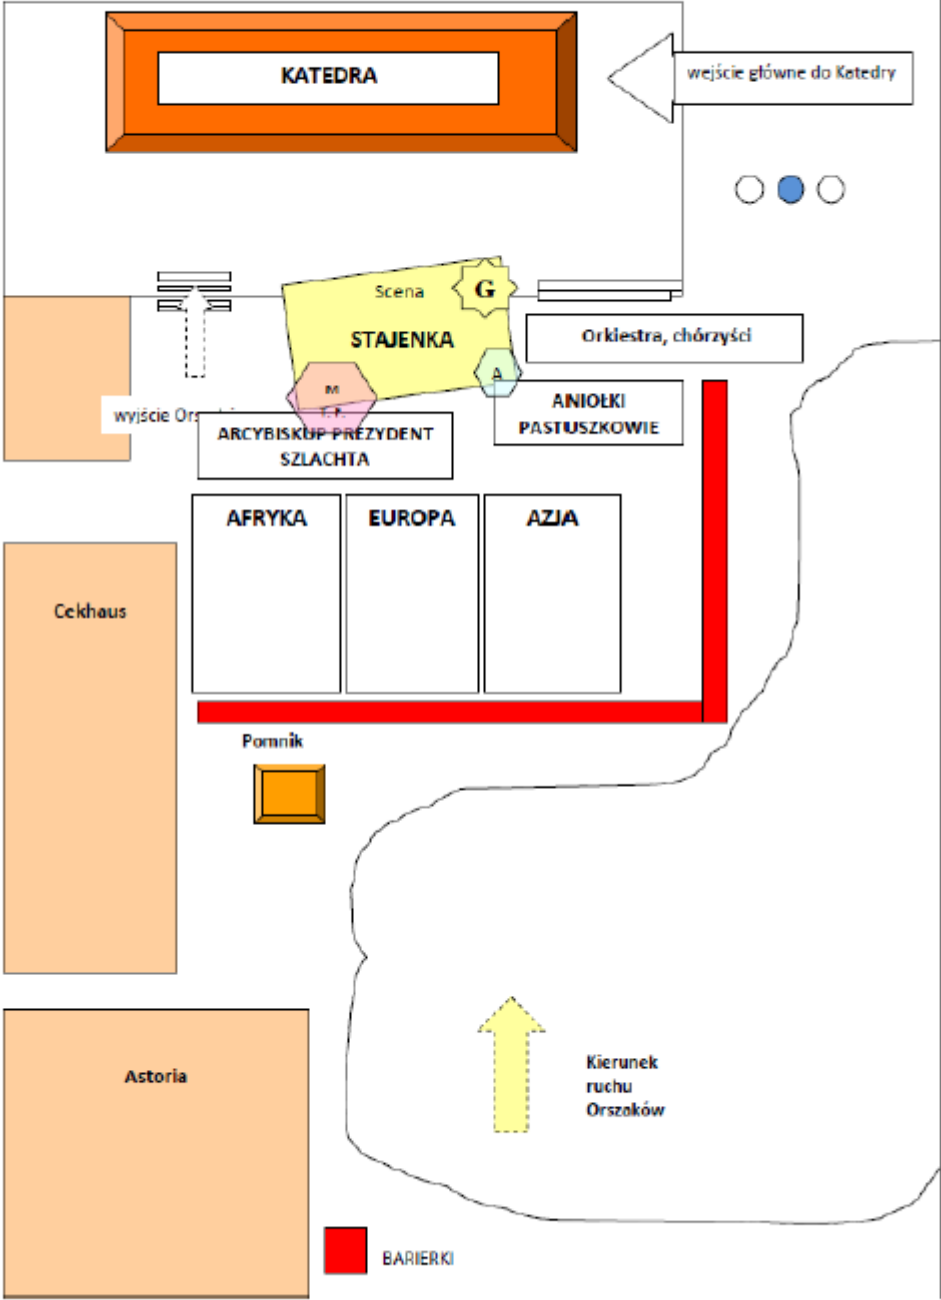 KATEDRA
wejście główne do Katedry
Scena
G
STAJENKA
Orkiestra, chórzyści
M
A
ANIOŁKI
PASTUSZKOWIE
wyjście
ARCYBISKUP PREZYDENT
SZLACHTA
AFRYKA
EUROPA
AZJA
Cekhaus
Pomnik
Astoria
Kierunek
ruchu
Orszaków
BARIERKI